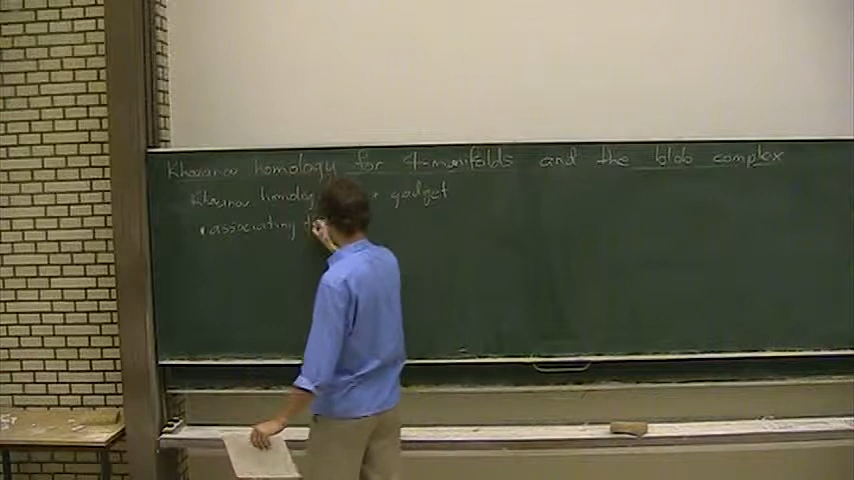 Khovanov homology for 4-manifolds and the blob complex
Khovanov homology gadget
• associating